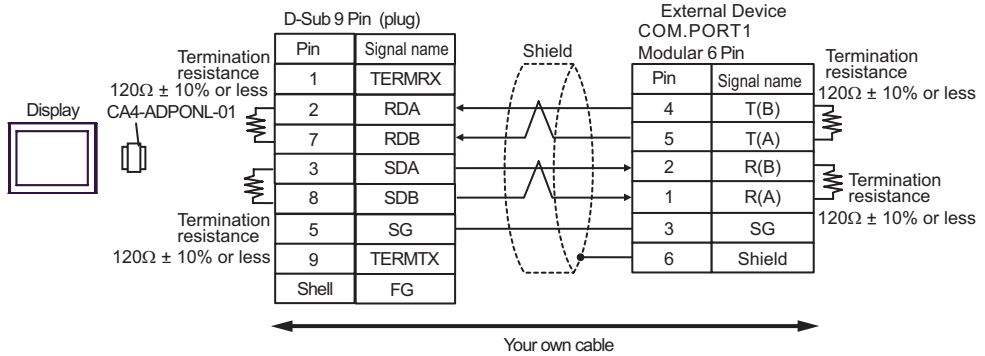 D-Sub 9 Pin (plug)
External Device
COM.PORT1
Modular 6 Pin
Display
CA4-ADPONL-01
Termination
resistance
120Ω ± 10% or less
Termination
resistance
120Ω ± 10% or less
Pin Signal name
1 TERMRX
2 RDA
7 RDB
3 SDA
8 SDB
5 SG
9 TERMTX
Shell FG
Shield
Pin Signal name
4 T(B)
5 T(A)
2 R(B)
1 R(A)
3 SG
6 Shield
Termination
resistance
120Ω ± 10% or less
Termination
resistance
120Ω ± 10% or less
Your own cable